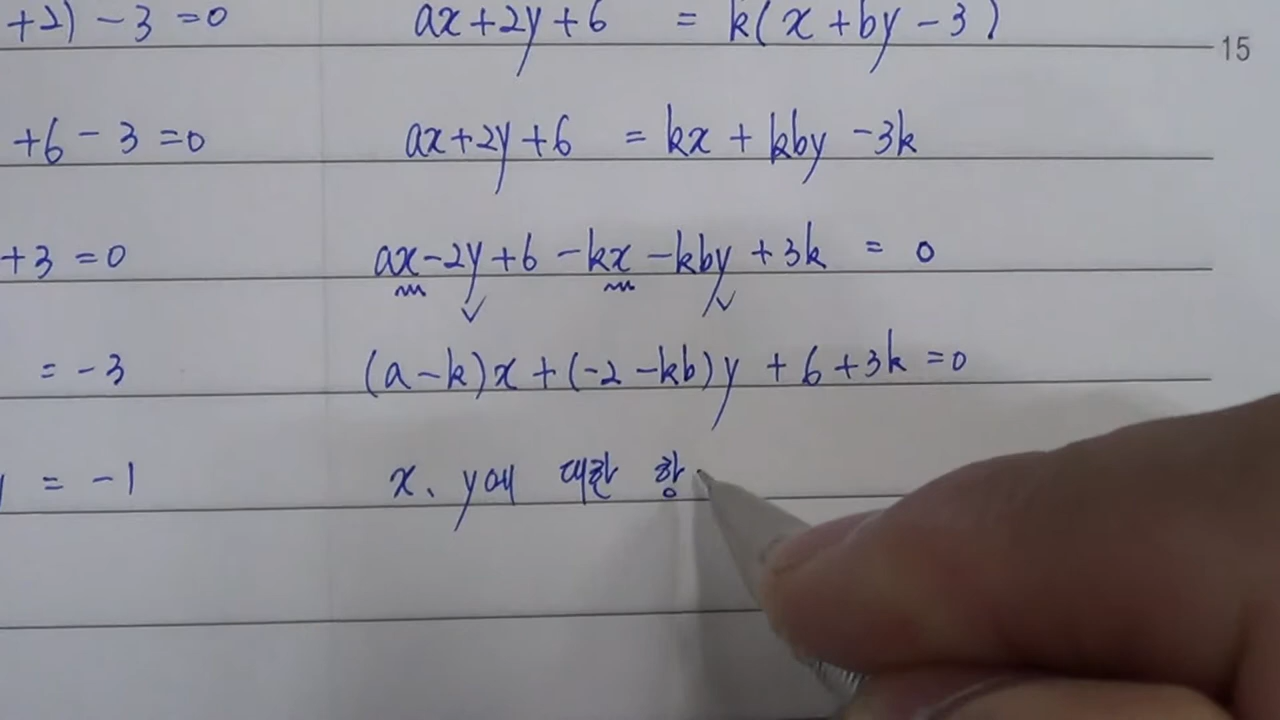 +2) - 3 = 0
ax + 2y + 6 = k( x + by - 3 )
15
+6 - 3 = 0
ax + 2y + 6 = kx + kby - 3k
+3 = 0
ax - 2y + 6 - kx - kby + 3k = 0
= -3
(a - k)x + (-2 - kb)y + 6 + 3k = 0
= -1
x, y에 대한 항